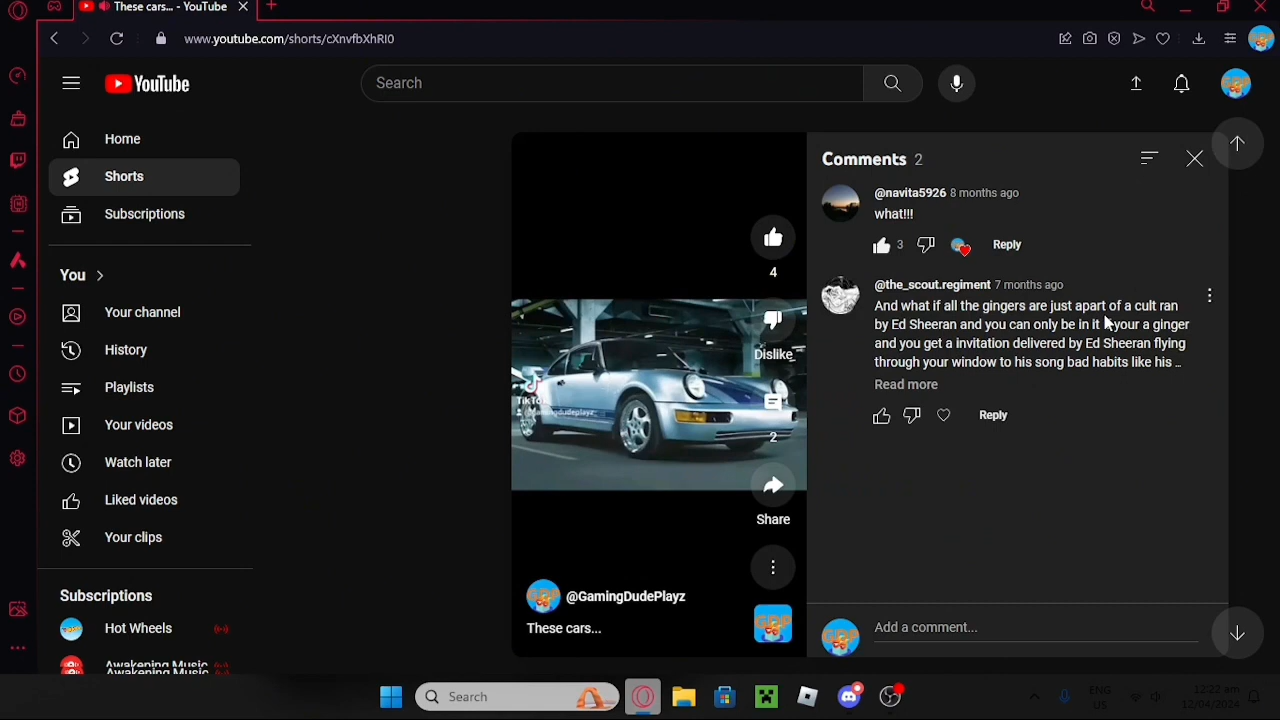 These cars... - YouTube
www.youtube.com/shorts/cXnvfbXhRI0
YouTube
Search
Home
Shorts
Subscriptions
You
Your channel
History
Playlists
Your videos
Watch later
Liked videos
Your clips
Subscriptions
Hot Wheels
Awakening Music
TikTok
@gamingdudeplayz
4
Dislike
2
Share
@GamingDudePlayz
These cars...
GDP
Comments 2
@navita5926 8 months ago
what!!!
3
Reply
@the_scout.regiment 7 months ago
And what if all the gingers are just apart of a cult ran
by Ed Sheeran and you can only be in it your a ginger
and you get a invitation delivered by Ed Sheeran flying
through your window to his song bad habits like his ...
Read more
Reply
Add a comment...
Search
ENG
US
12:22 am
12/04/2024